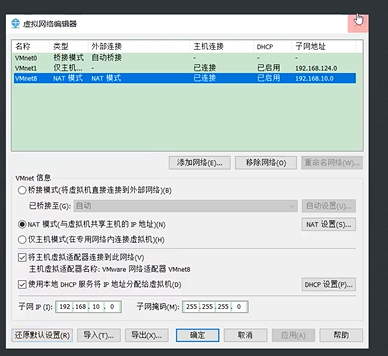 虚拟网络编辑器
名称 类型 外部连接 主机连接 DHCP 子网地址
VMnet0 桥接模式 自动桥接 - - -
VMnet1 仅主机... - 已连接 已启用 192.168.124.0
VMnet8 NAT 模式 NAT 模式 已连接 已启用 192.168.10.0
添加网络(E)... 移除网络(O) 重命名网络(W)...
VMnet 信息
桥接模式(将虚拟机直接连接到外部网络)(B)
已桥接至(G): 自动 自动设置(U)...
NAT 模式(与虚拟机共享主机的 IP 地址)(N) NAT 设置(S)...
仅主机模式(在专用网络内连接虚拟机)(H)
将主机虚拟适配器连接到此网络(V)
主机虚拟适配器名称: VMware 网络适配器 VMnet8
使用本地 DHCP 服务将 IP 地址分配给虚拟机(D) DHCP 设置(P)...
子网 IP (I): 192 . 168 . 10 . 0 子网掩码(M): 255 . 255 . 255 . 0
还原默认设置(R) 导入(T)... 导出(X)... 确定 取消 应用(A) 帮助